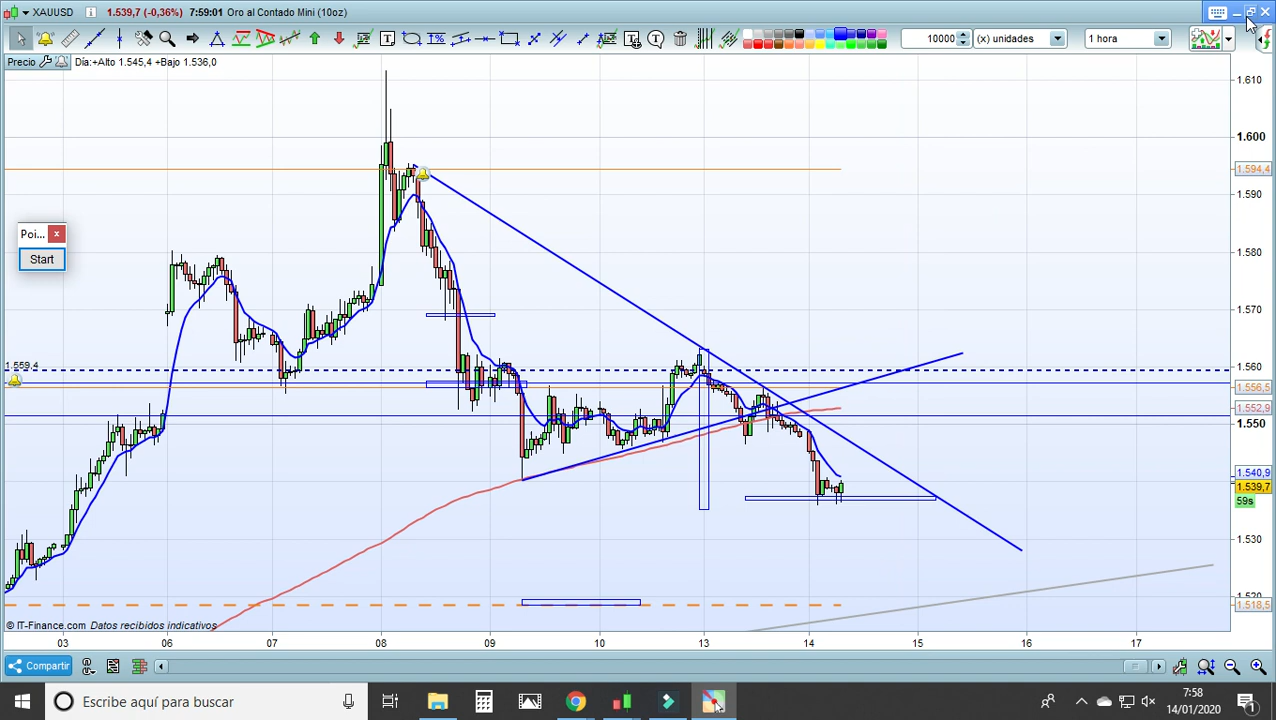 XAUUSD 1.539,7 (-0,36%) 7:59:01 Oro al Contado Mini (10oz)
10000 (x) unidades 1 hora
Precio Día: +Alto 1.545,4 +Bajo 1.536,0
1.610
1.600
1.594,4
1.590
Poi...
Start
1.580
1.570
1.559,4
1.560
1.556,5
1.552,9
1.550
1.540,9
1.539,7
59s
1.530
1.520
1.518,5
© IT-Finance.com Datos recibidos indicativos
03 06 07 08 09 10 13 14 15 16 17
Compartir
Escribe aquí para buscar
7:58
14/01/2020
1